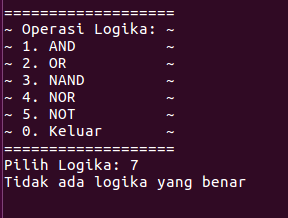 ====================
~ Operasi Logika: ~
~ 1. AND          ~
~ 2. OR           ~
~ 3. NAND         ~
~ 4. NOR          ~
~ 5. NOT          ~
~ 0. Keluar       ~
====================
Pilih Logika: 7
Tidak ada logika yang benar